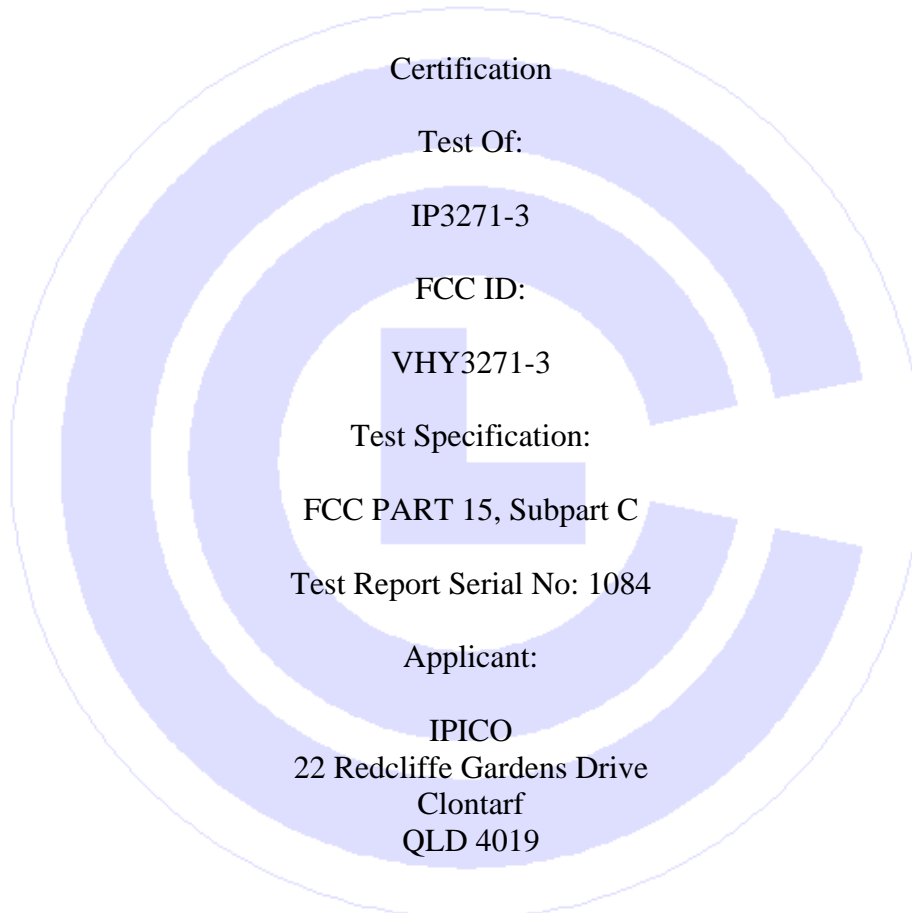 Certification
Test Of:
IP3271-3
FCC ID:
VHY3271-3
Test Specification:
FCC PART 15, Subpart C
Test Report Serial No: 1084
Applicant:
IPICO
22 Redcliffe Gardens Drive
Clontarf
QLD 4019